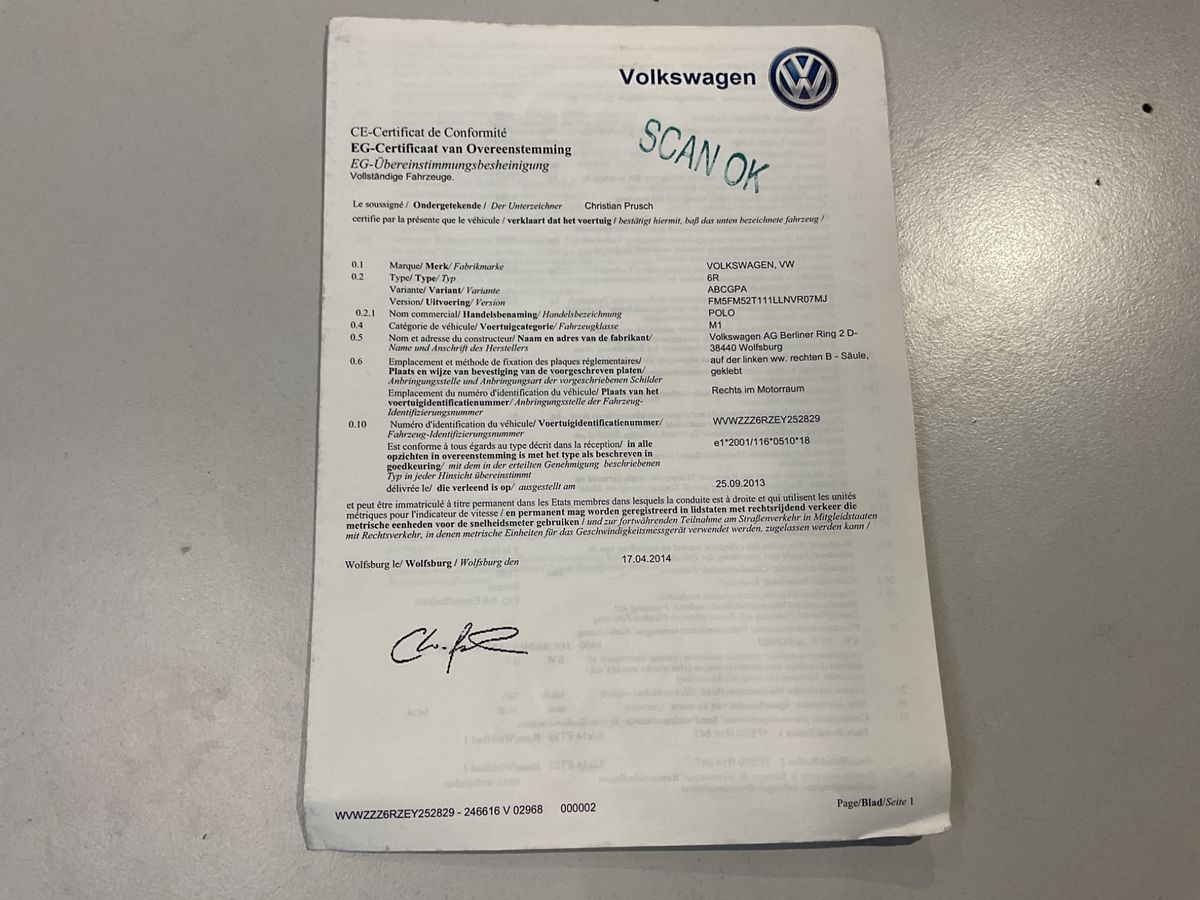 Volkswagen
SCAN OK
CE-Certificat de Conformité
EG-Certificaat van Overeenstemming
EG-Übereinstimmungsbesheinigung
Vollständige Fahrzeuge.
Le soussigné / Ondergetekende / Der Unterzeichner Christian Prusch
certifie par la présente que le véhicule / verklaart dat het voertuig / bestätigt hiermit, baß das unten bezeichnete fahrzeug /
0.1 Marque/ Merk/ Fabrikmarke VOLKSWAGEN, VW
0.2 Type/ Type/ Typ 6R
Variante/ Variant/ Variante ABCGPA
Version/ Uitvoering/ Version FM5FM52T111LLNVR07MJ
0.2.1 Nom commercial/ Handelsbenaming/ Handelsbezeichnung POLO
0.4 Catégorie de véhicule/ Voertuigcategorie/ Fahrzeugklasse M1
0.5 Nom et adresse du constructeur/ Naam en adres van de fabrikant/ Volkswagen AG Berliner Ring 2 D-
Name und Anschrift des Herstellers 38440 Wolfsburg
0.6 Emplacement et méthode de fixation des plaques réglementaires/ auf der linken ww. rechten B - Säule,
Plaats en wijze van bevestiging van de voorgeschreven platen/ geklebt
Anbringungsstelle und Anbringungsart der vorgeschriebenen Schilder
Emplacement du numéro d'identification du véhicule/ Plaats van het Rechts im Motorraum
voertuigidentificatienummer/ Anbringungsstelle der Fahrzeug-
Identifizierungsnummer
0.10 Numéro d'identification du véhicule/ Voertuigidentificatienummer/ WVWZZZ6RZEY252829
Fahrzeug-Identifizierungsnummer
Est conforme à tous égards au type décrit dans la réception/ in alle e1*2001/116*0510*18
opzichten in overeenstemming is met het type als beschreven in
goedkeuring/ mit dem in der erteilten Genehmigung beschriebenen
Typ in jeder Hinsicht übereinstimmt
délivrée le/ die verleend is op/ ausgestellt am 25.09.2013
et peut être immatriculé à titre permanent dans les Etats membres dans lesquels la conduite est à droite et qui utilisent les unités
métriques pour l'indicateur de vitesse / en permanent mag worden geregistreerd in lidstaten met rechtsrijdend verkeer die
metrische eenheden voor de snelheidsmeter gebruiken / und zur fortwährenden Teilnahme am Straßenverkehr in Mitgleidstaaten
mit Rechtsverkehr, in denen metrische Einheiten für das Geschwindigkeitsmessgerät verwendet werden, zugelassen werden kann /
Wolfsburg le/ Wolfsburg / Wolfsburg den 17.04.2014
WVWZZZ6RZEY252829 - 246616 V 02968 000002
Page/Blad/Seite 1